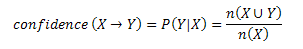 confidence (X → Y) = P(Y|X) = n(X ∪ Y) / n(X)